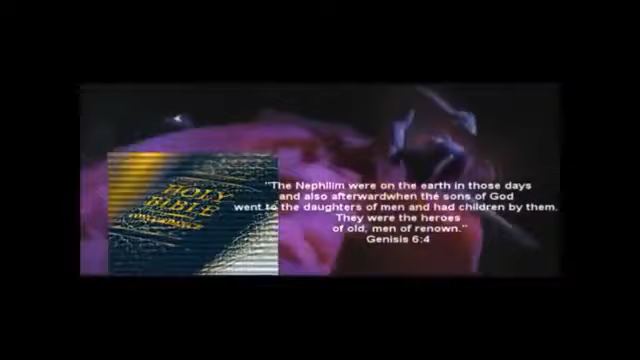 HOLY
BIBLE
CONCORDANCE
"The Nephilim were on the earth in those days
and also afterwardwhen the sons of God
went to the daughters of men and had children by them.
They were the heroes
of old, men of renown."
Genisis 6:4